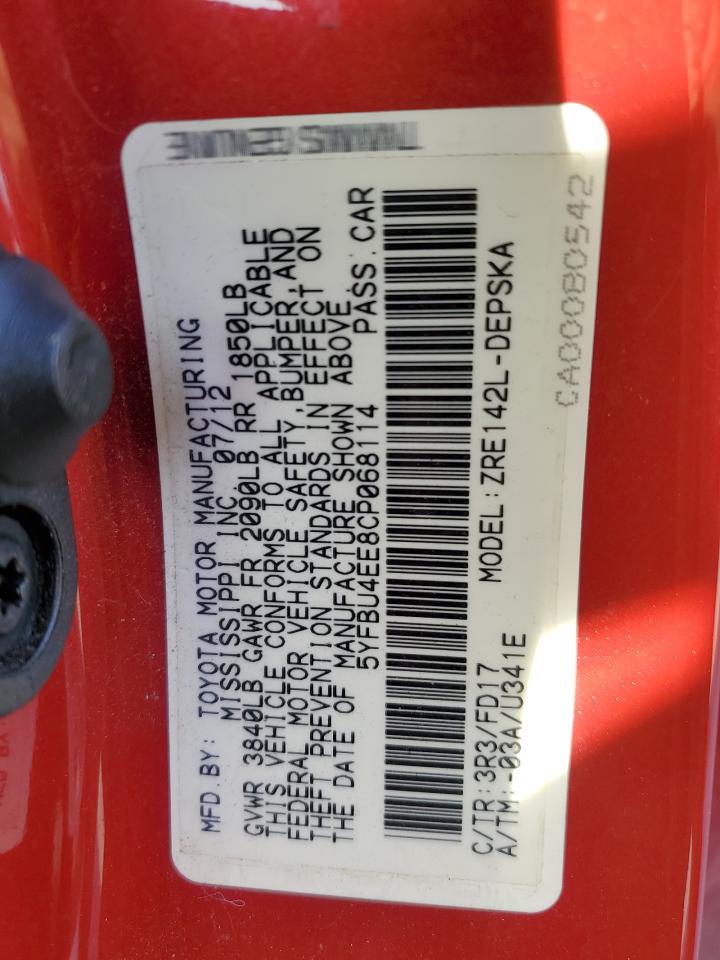 MFD.BY: TOYOTA MOTOR MANUFACTURING
MISSISSIPPI INC. 07/12
GVWR 3840LB GAWR FR 2090LB RR 1850LB
THIS VEHICLE CONFORMS TO ALL APPLICABLE
FEDERAL MOTOR VEHICLE SAFETY, BUMPER, AND
THEFT PREVENTION STANDARDS IN EFFECT ON
THE DATE OF MANUFACTURE SHOWN ABOVE.
5YFBU4EE8CP068114 PASS. CAR
C/TR: 3R3/FD17 MODEL: ZRE142L-DEPSKA
A/TM: -03A/U341E
CA000B0542